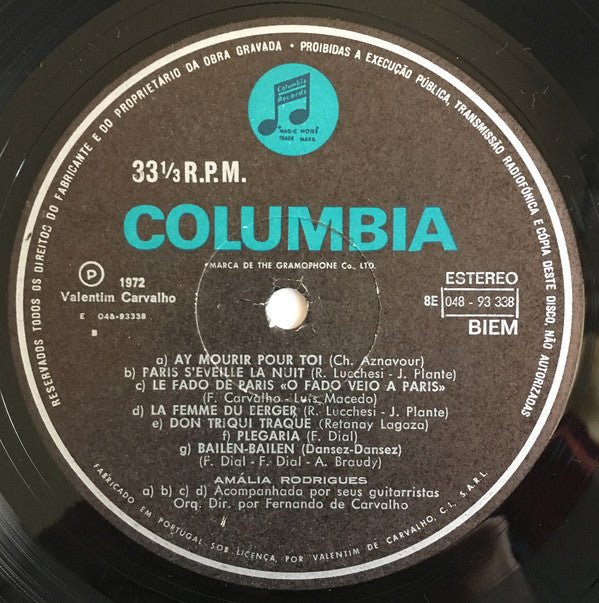 RESERVADOS TODOS OS DIREITOS DO FABRICANTE E DO PROPRIETÁRIO DA OBRA GRAVADA • PROIBIDAS A EXECUÇÃO PÚBLICA, TRANSMISSÃO RADIOFÓNICA E CÓPIA DESTE DISCO, NÃO AUTORIZADAS
Columbia
Records
"MAGIC NOTES"
TRADE MARK
33 1/3 R.P.M.
COLUMBIA
*MARCA DE THE GRAMOPHONE Co., LTD.
P 1972
Valentim Carvalho
E 048-93338
B
ESTEREO
8E 048 - 93 338
BIEM
a) AY MOURIR POUR TOI (Ch. Aznavour)
b) PARIS S'EVEILLE LA NUIT (R. Lucchesi - J. Plante)
c) LE FADO DE PARIS «O FADO VEIO A PARIS»
(F. Carvalho - Luis Macedo)
d) LA FEMME DU EERGER (R. Lucchesi - J. Plante)
e) DON TRIQUI TRAQUE (Retanay Lagaza)
f) PLEGARIA (F. Dial)
g) BAILEN-BAILEN (Dansez-Dansez)
(F. Dial - F. Dial - A. Braudy)
AMÁLIA RODRIGUES
a) b) c) d) Acompanhada por seus guitarristas
Orq. Dir. por Fernando de Carvalho
FABRICADO EM PORTUGAL SOB LICENÇA, POR VALENTIM DE CARVALHO, C.I., S.A.R.L.